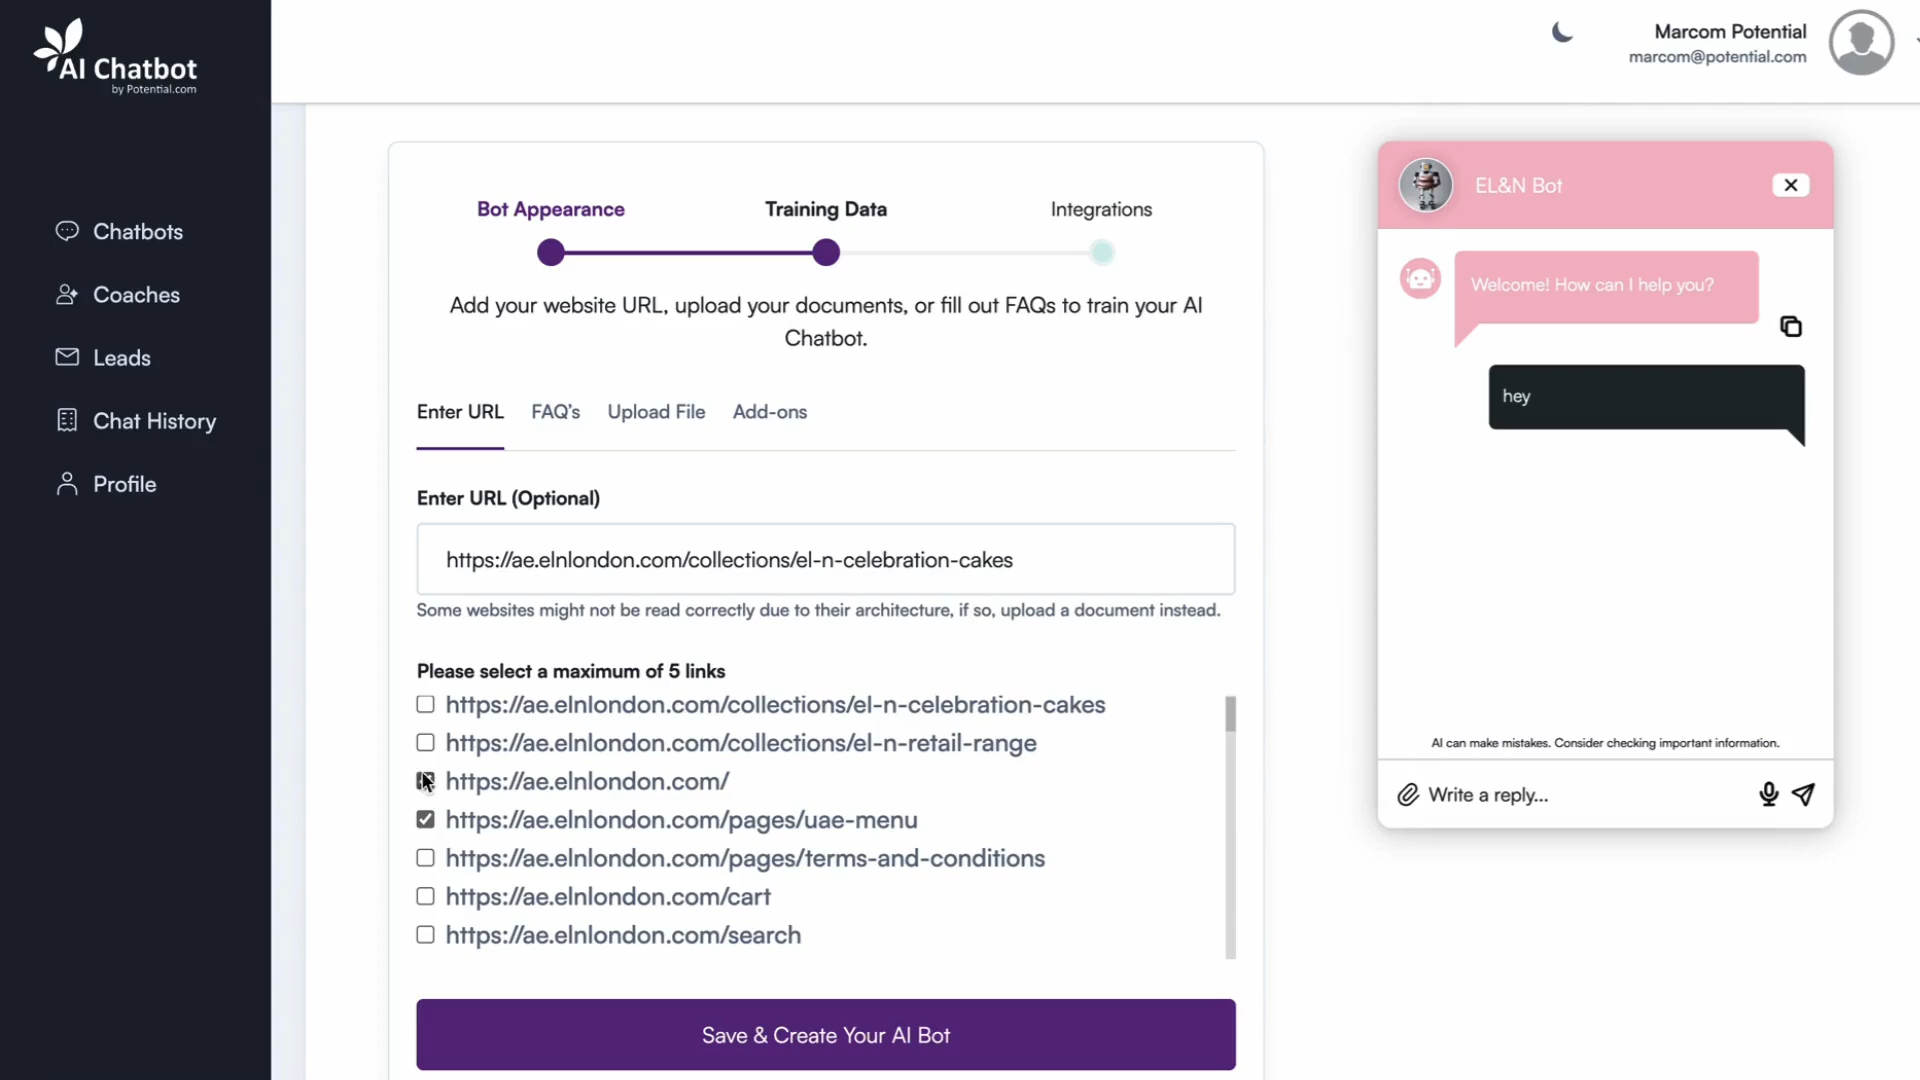 AI Chatbot
by Potential.com
Chatbots
Coaches
Leads
Chat History
Profile
Marcom Potential
marcom@potential.com
Bot Appearance
Training Data
Integrations
Add your website URL, upload your documents, or fill out FAQs to train your AI
Chatbot.
Enter URL
FAQ's
Upload File
Add-ons
Enter URL (Optional)
https://ae.elnlondon.com/collections/el-n-celebration-cakes
Some websites might not be read correctly due to their architecture, if so, upload a document instead.
Please select a maximum of 5 links
https://ae.elnlondon.com/collections/el-n-celebration-cakes
https://ae.elnlondon.com/collections/el-n-retail-range
https://ae.elnlondon.com/
https://ae.elnlondon.com/pages/uae-menu
https://ae.elnlondon.com/pages/terms-and-conditions
https://ae.elnlondon.com/cart
https://ae.elnlondon.com/search
Save & Create Your AI Bot
EL&N Bot
Welcome! How can I help you?
hey
AI can make mistakes. Consider checking important information.
Write a reply...